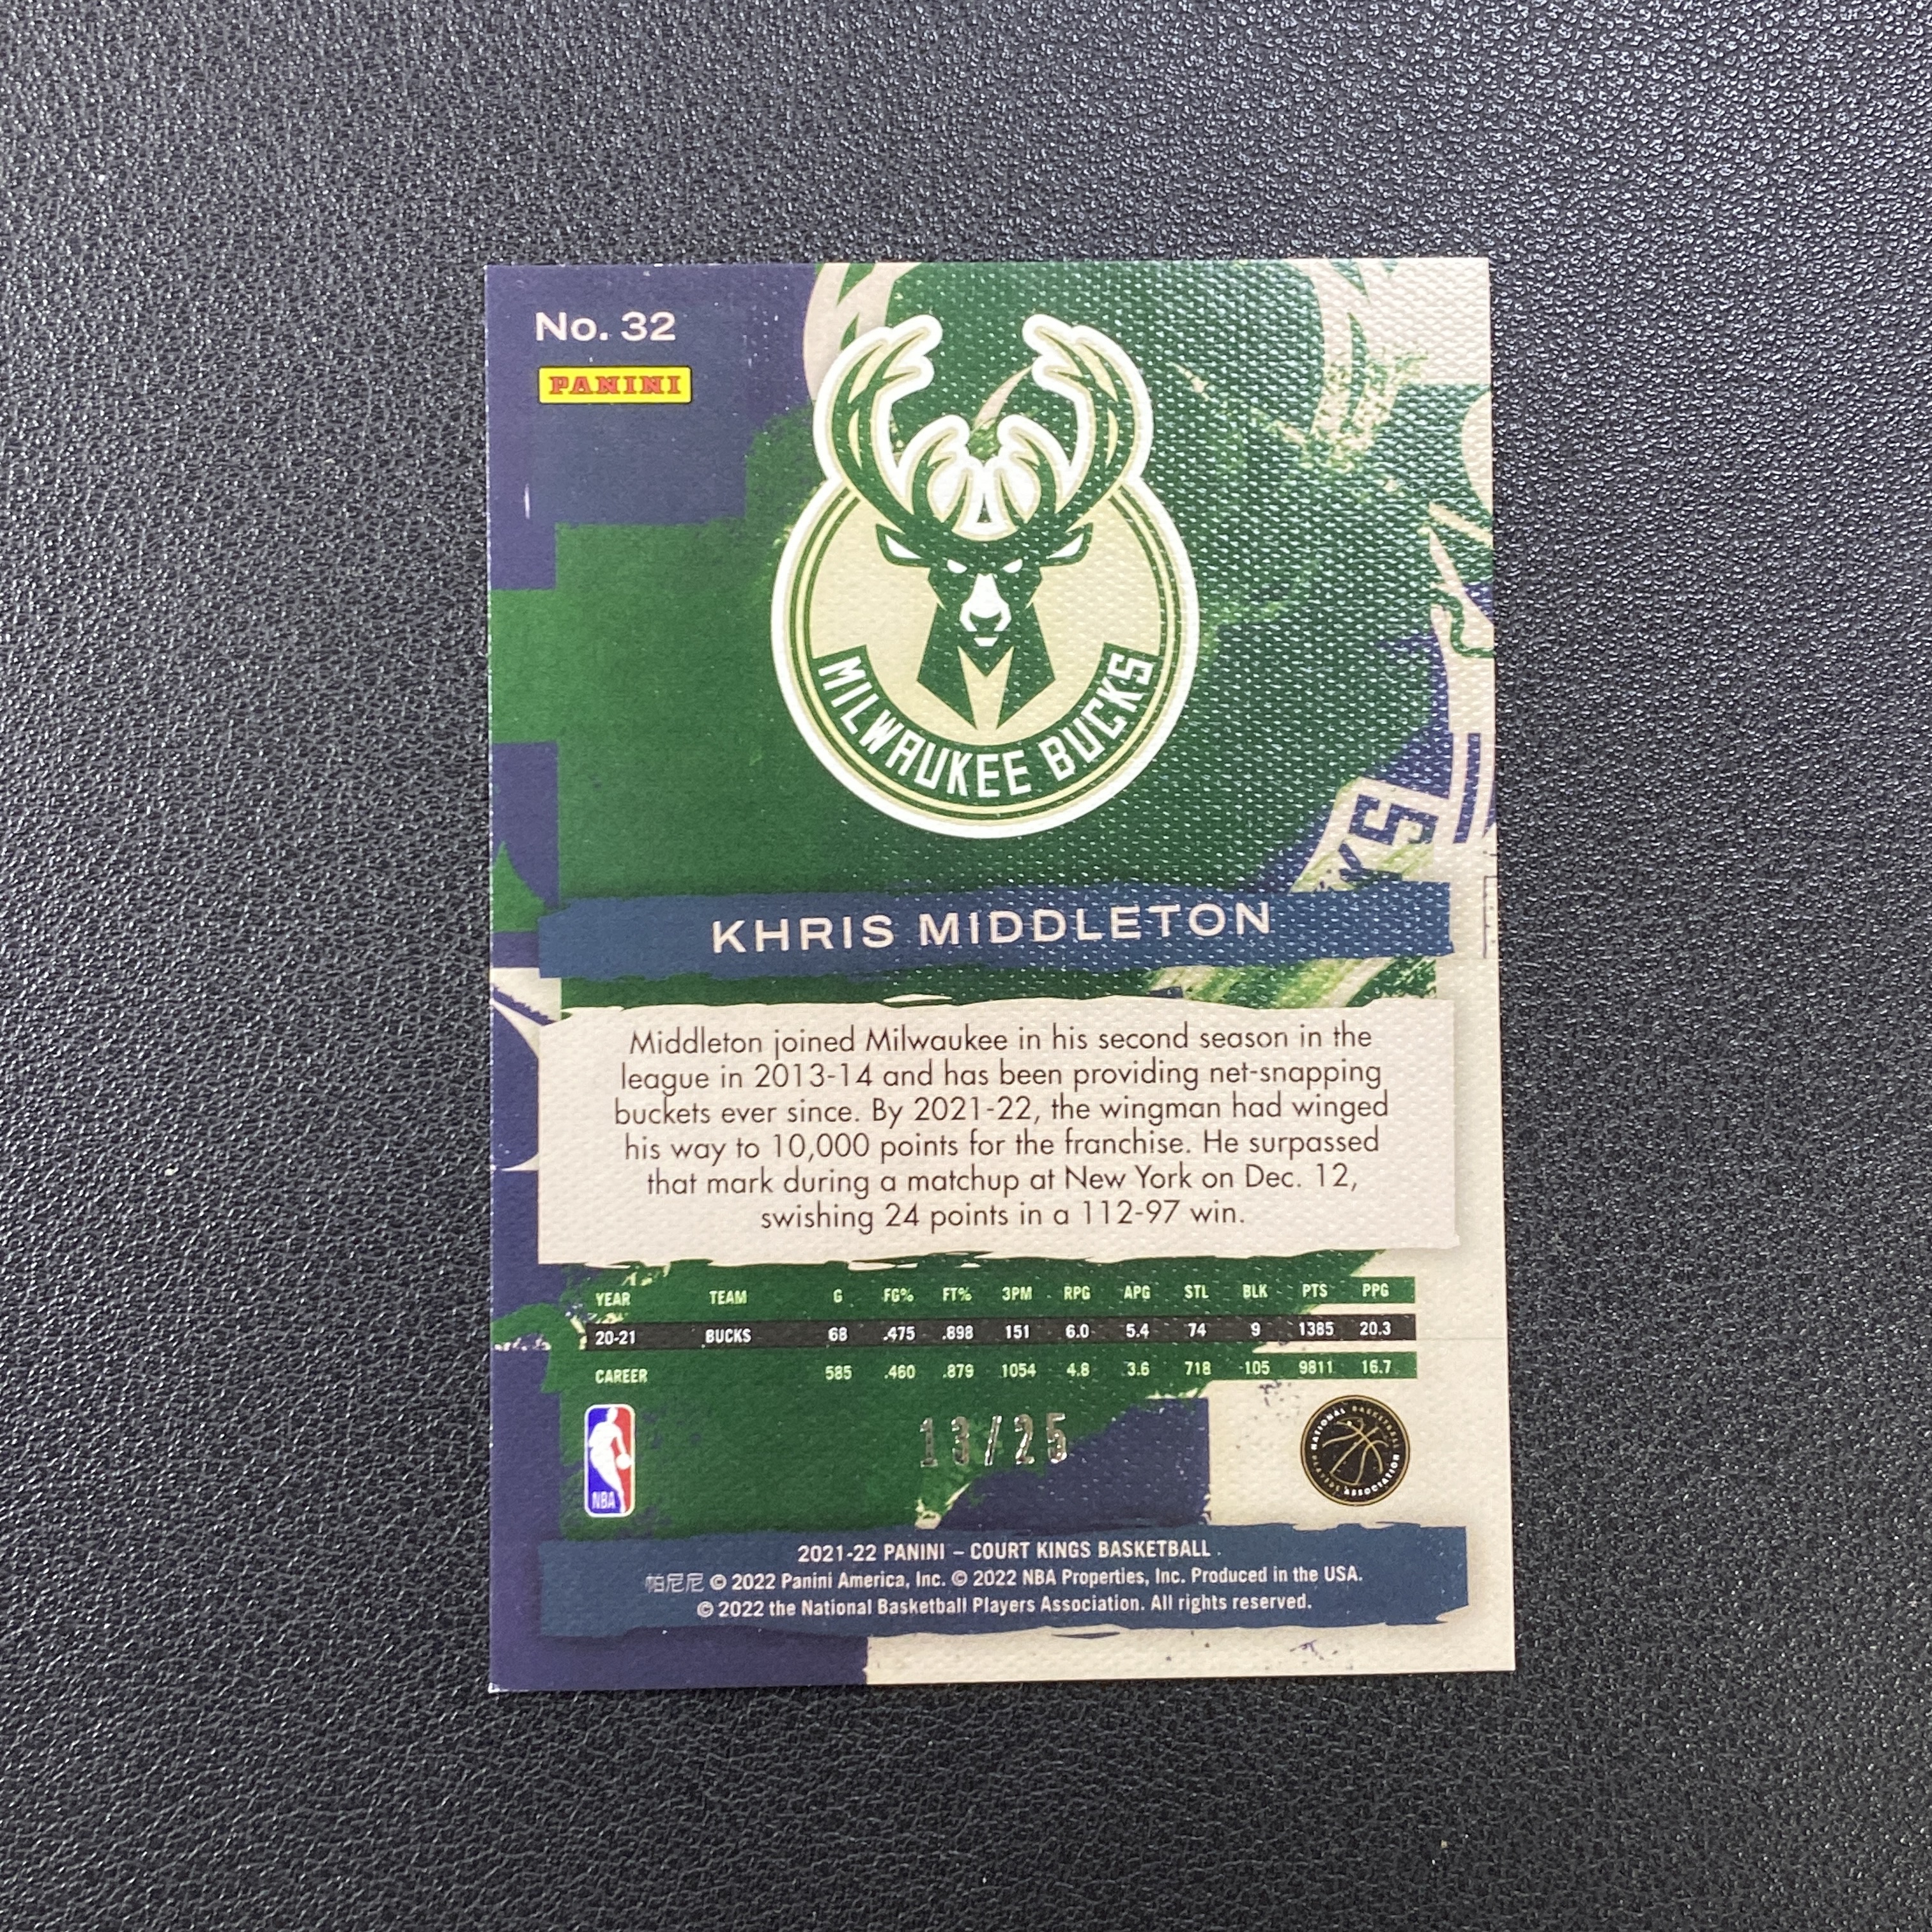 No. 32
PANINI
MILWAUKEE BUCKS
KHRIS MIDDLETON
Middleton joined Milwaukee in his second season in the
league in 2013-14 and has been providing net-snapping
buckets ever since. By 2021-22, the wingman had winged
his way to 10,000 points for the franchise. He surpassed
that mark during a matchup at New York on Dec. 12,
swishing 24 points in a 112-97 win.
YEAR TEAM G FG% FT% 3PM RPG APG STL BLK PTS PPG
20-21 BUCKS 68 .475 .898 151 6.0 5.4 74 9 1385 20.3
CAREER 585 .460 .879 1054 4.8 3.6 718 105 9811 16.7
NBA
13/25
NATIONAL BASKETBALL PLAYERS ASSOCIATION
2021-22 PANINI – COURT KINGS BASKETBALL
帕尼尼 © 2022 Panini America, Inc. © 2022 NBA Properties, Inc. Produced in the USA.
© 2022 the National Basketball Players Association. All rights reserved.